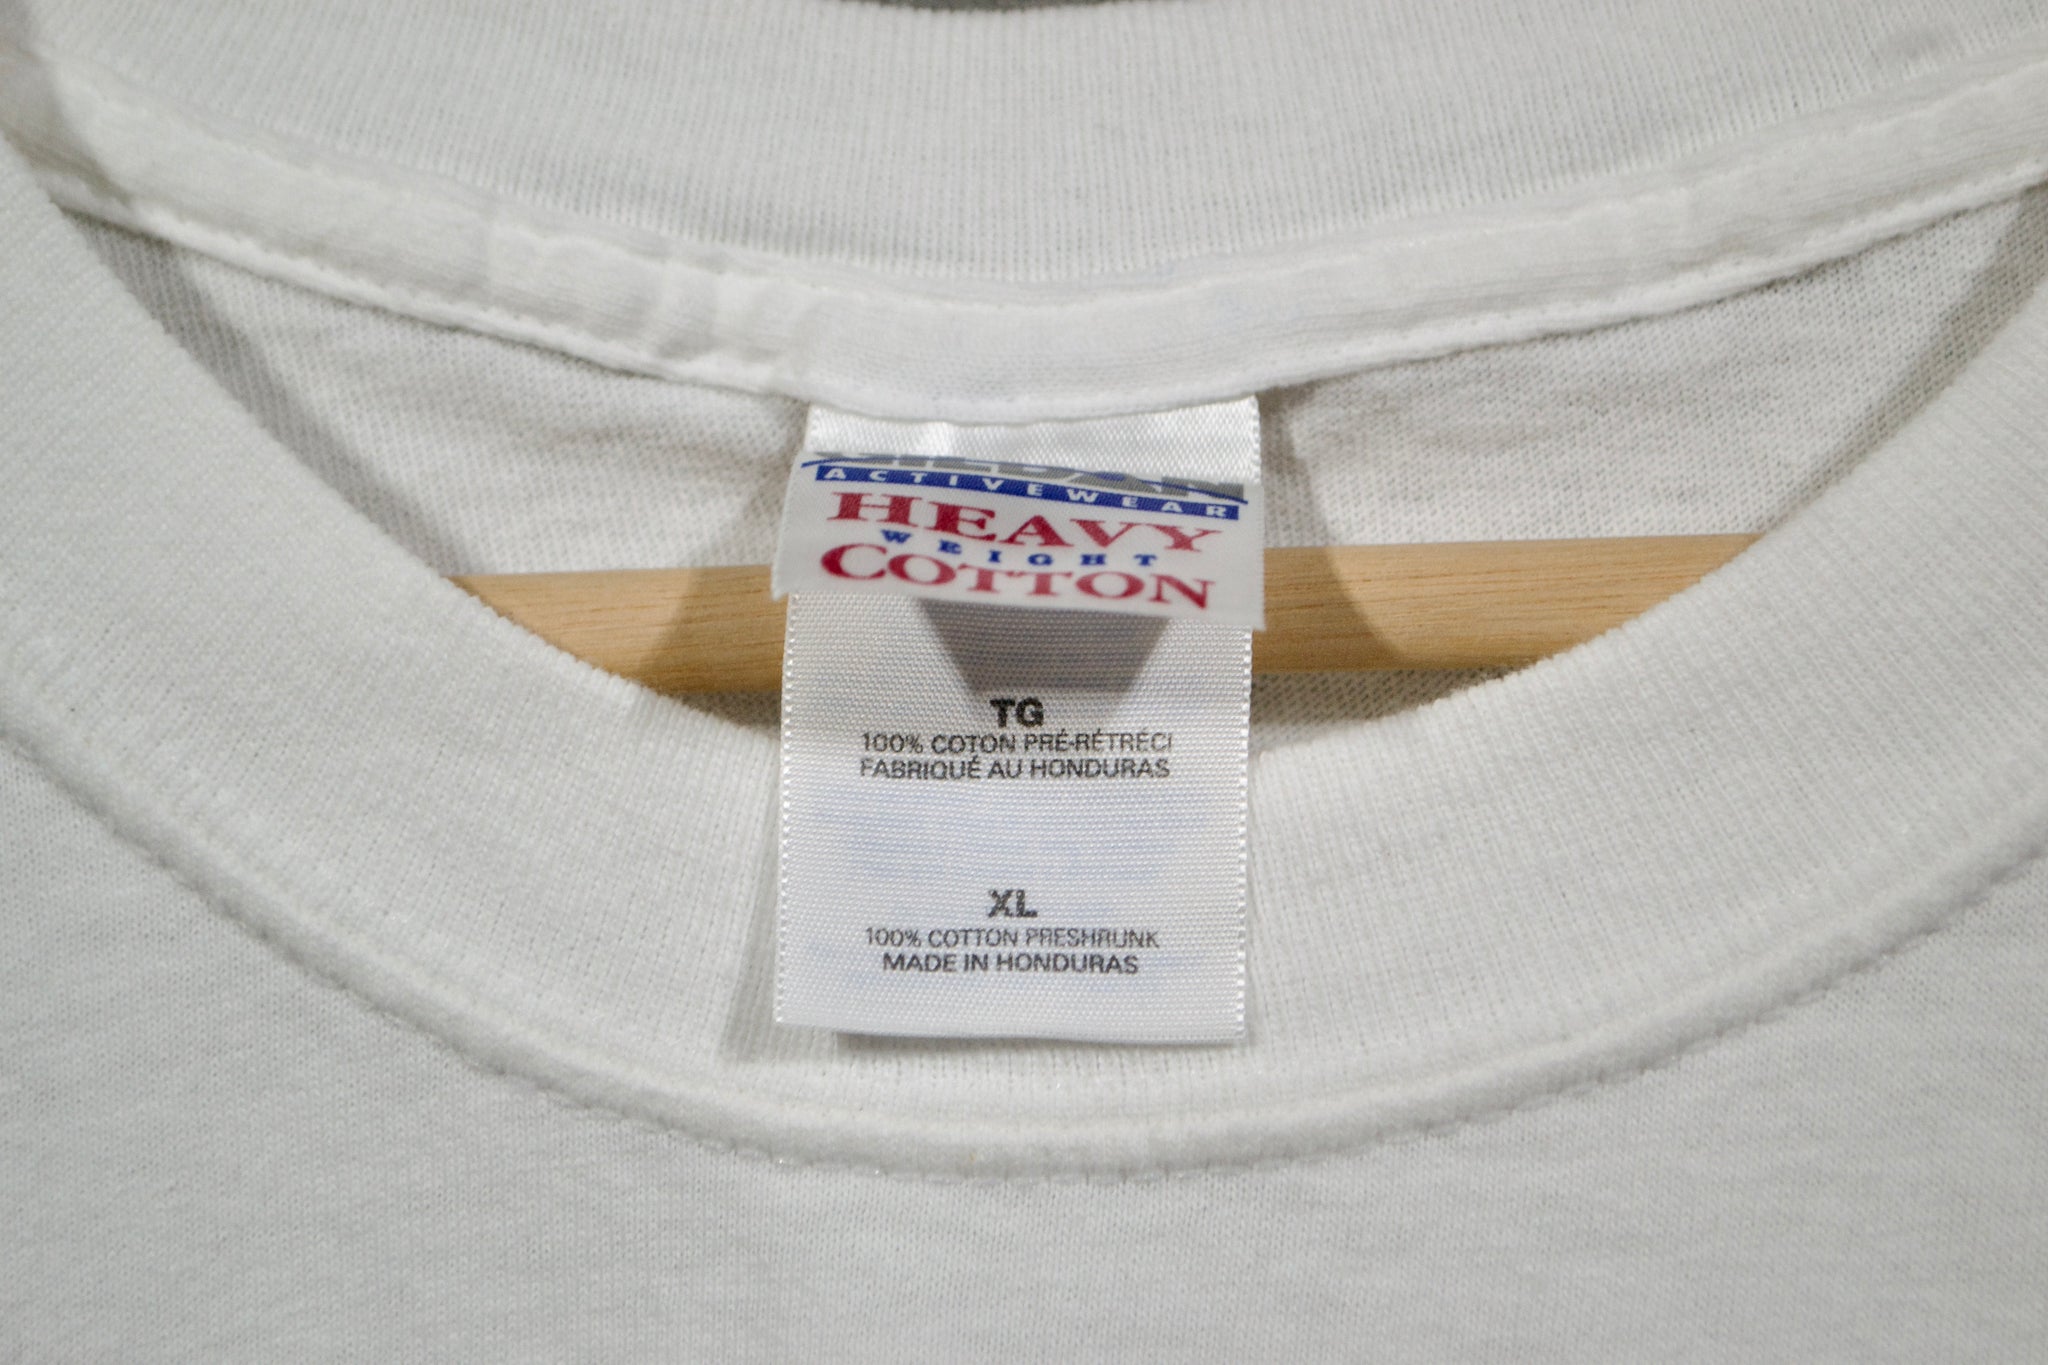 ACTIVEWEAR
HEAVY
WEIGHT
COTTON
TG
100% COTON PRÉ-RÉTRÉCI
FABRIQUÉ AU HONDURAS
XL
100% COTTON PRESHRUNK
MADE IN HONDURAS